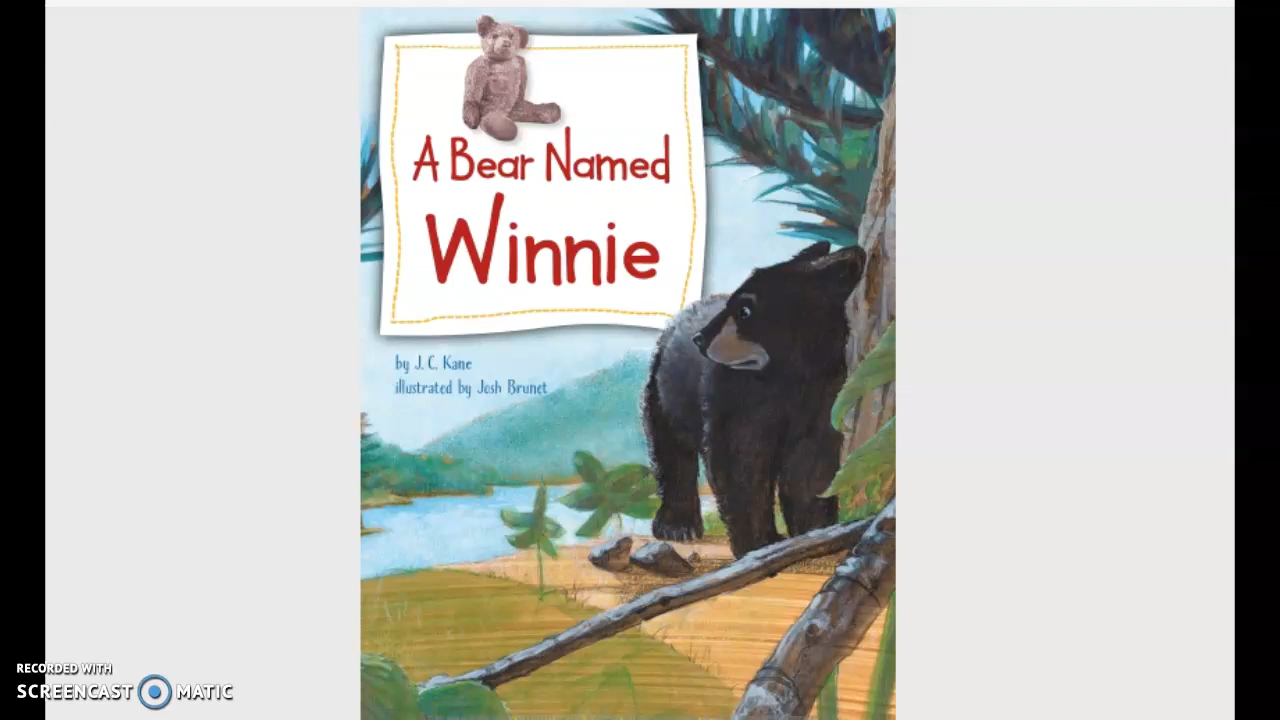 A Bear Named
Winnie
by J. C. Kane
illustrated by Josh Brunet
RECORDED WITH
SCREENCAST MATIC